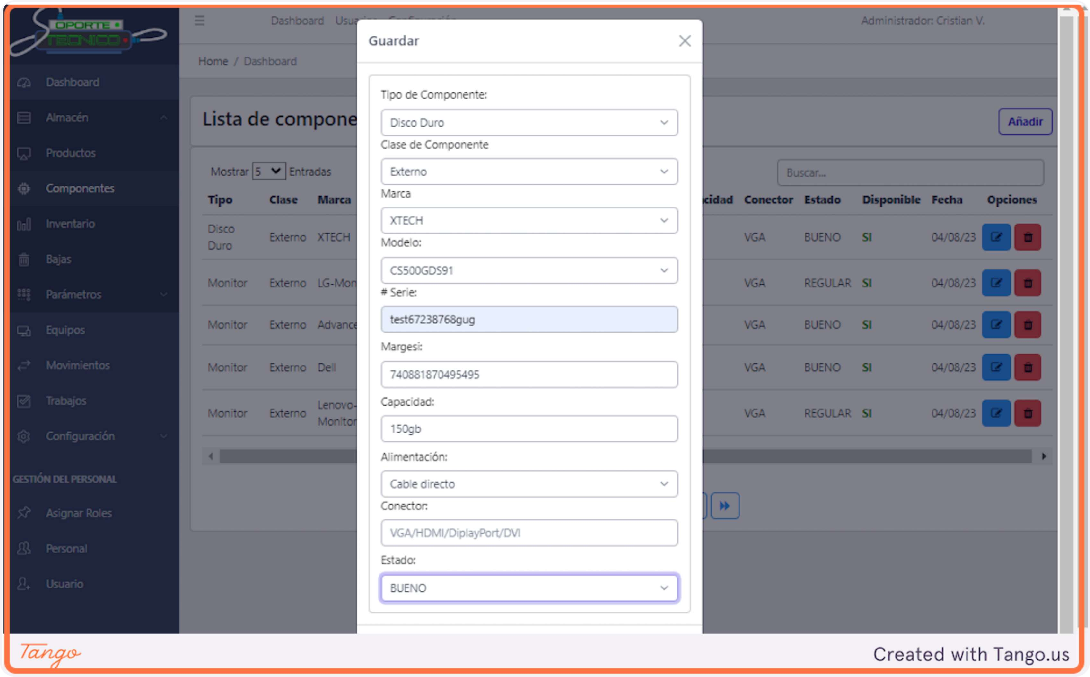 SOPORTE
TECNICO
Dashboard
Almacén
Productos
Componentes
Inventario
Bajas
Parámetros
Equipos
Movimientos
Trabajos
Configuración
GESTIÓN DEL PERSONAL
Asignar Roles
Personal
Usuario
Dashboard
Administrador: Cristian V.
Home / Dashboard
Lista de compone
Añadir
Mostrar 5 Entradas
Buscar...
Tipo Clase Marca cidad Conector Estado Disponible Fecha Opciones
Disco Duro Externo XTECH VGA BUENO SI 04/08/23
Monitor Externo LG-Mon VGA REGULAR SI 04/08/23
Monitor Externo Advance VGA BUENO SI 04/08/23
Monitor Externo Dell VGA BUENO SI 04/08/23
Monitor Externo Lenovo-Monitor VGA REGULAR SI 04/08/23
Guardar
Tipo de Componente:
Disco Duro
Clase de Componente
Externo
Marca
XTECH
Modelo:
CS500GDS91
# Serie:
test67238768gug
Margesi:
740881870495495
Capacidad:
150gb
Alimentación:
Cable directo
Conector:
VGA/HDMI/DiplayPort/DVI
Estado:
BUENO
Tango
Created with Tango.us